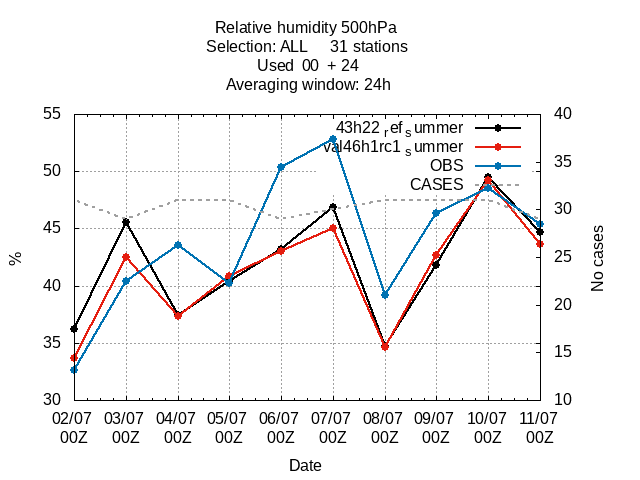 Relative humidity 500hPa
Selection: ALL 31 stations
Used 00 + 24
Averaging window: 24h
55 40
43h22 ref summer
val46h1rc1 summer
OBS
CASES
50 35
45 30
40 25
35 20
30 15
10
%
No cases
02/07 03/07 04/07 05/07 06/07 07/07 08/07 09/07 10/07 11/07
00Z 00Z 00Z 00Z 00Z 00Z 00Z 00Z 00Z 00Z
Date